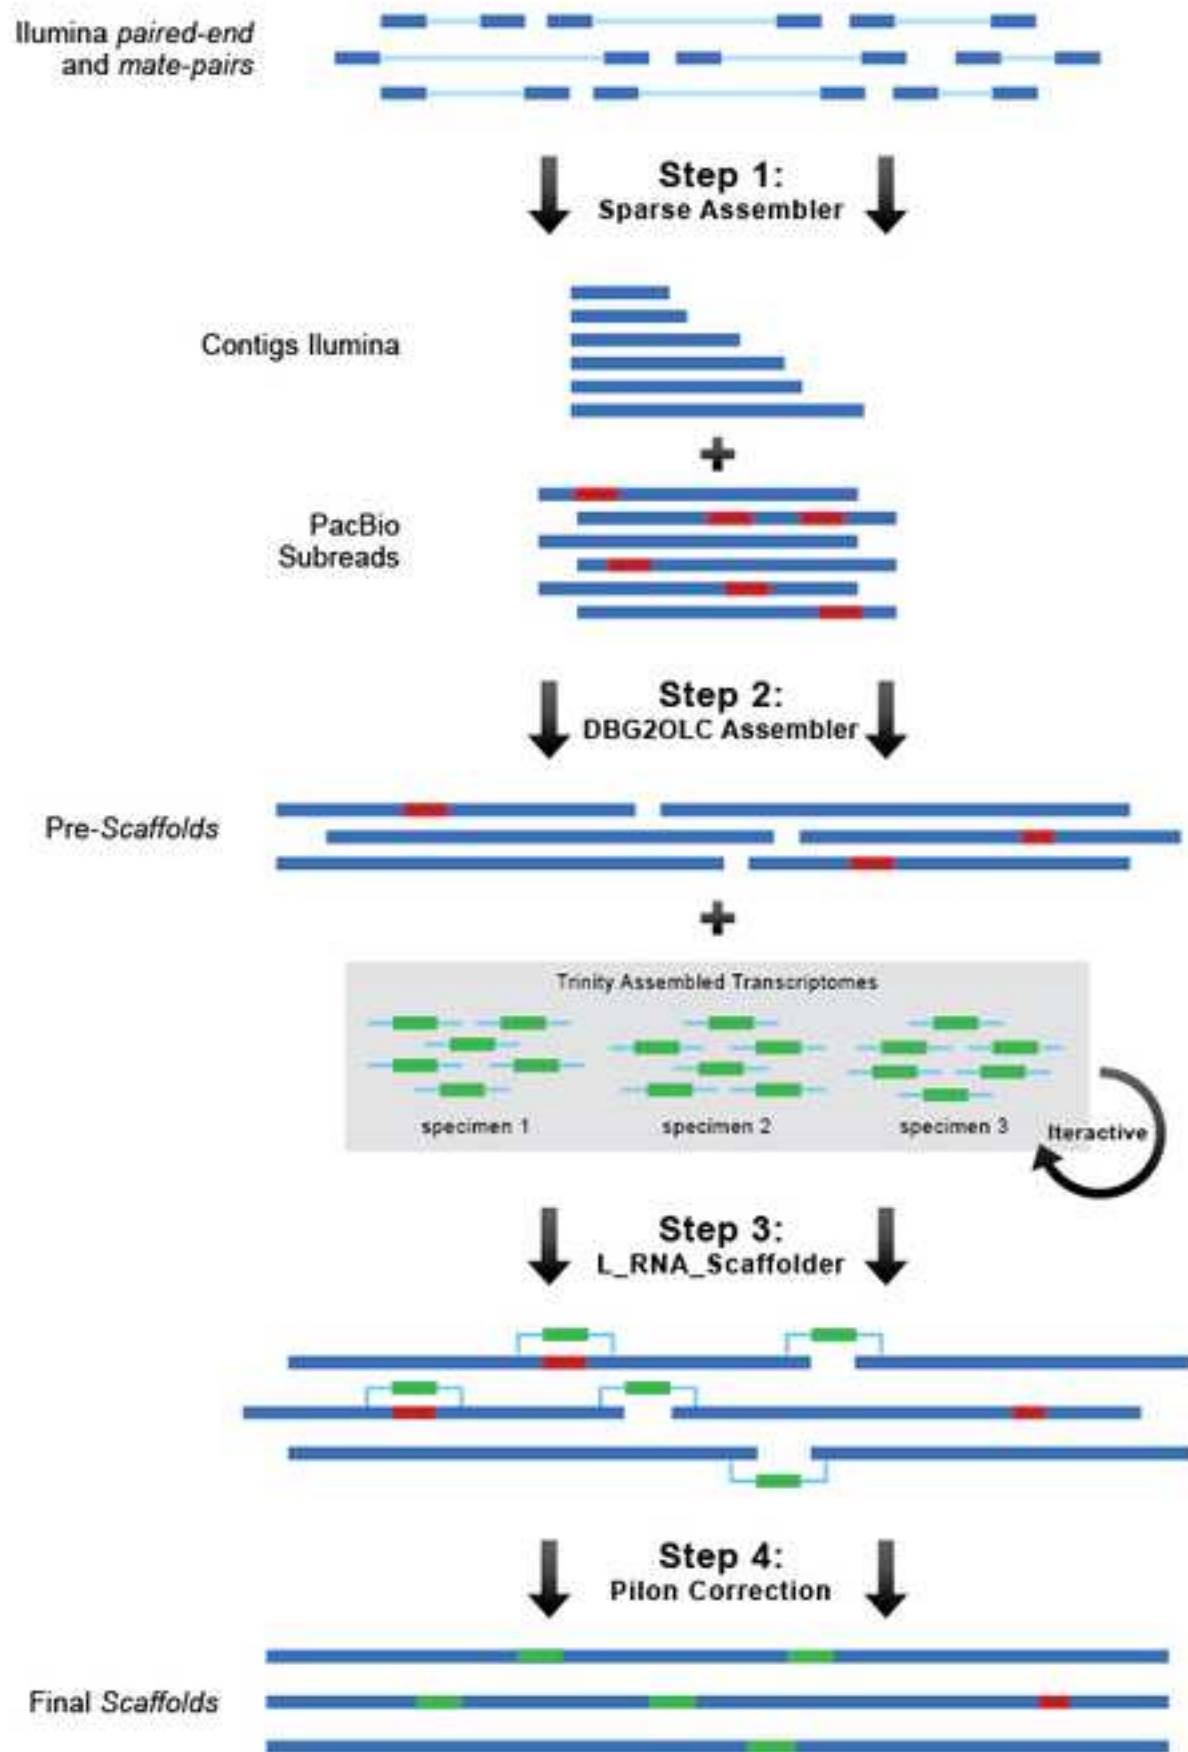 Ilumina paired-end
and mate-pairs
Step 1:
Sparse Assembler
Contigs Ilumina
PacBio
Subreads
Step 2:
DBG2OLC Assembler
Pre-Scaffolds
Trinity Assembled Transcriptomes
specimen 1
specimen 2
specimen 3
Iteractive
Step 3:
L_RNA_Scaffolder
Step 4:
Pilon Correction
Final Scaffolds